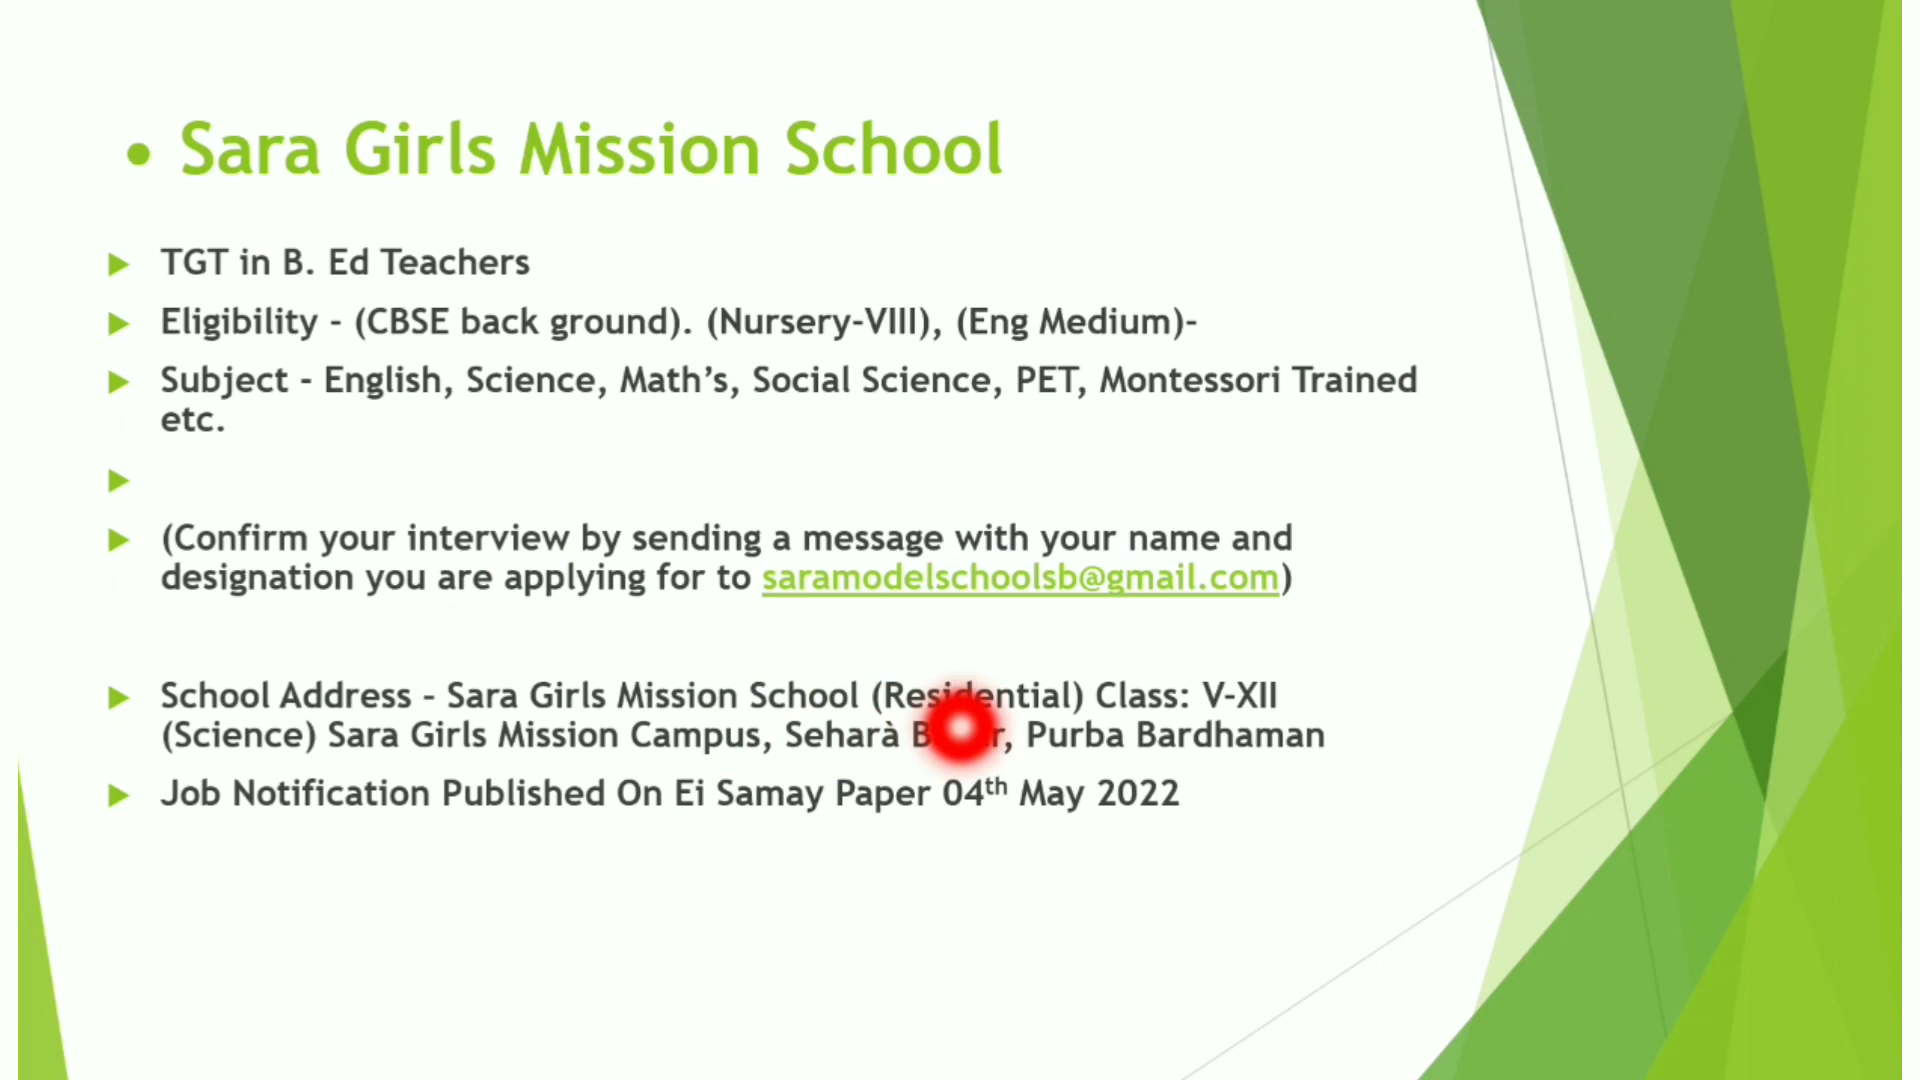 • Sara Girls Mission School
TGT in B. Ed Teachers
Eligibility - (CBSE back ground). (Nursery-VIII), (Eng Medium)-
Subject - English, Science, Math’s, Social Science, PET, Montessori Trained
etc.
(Confirm your interview by sending a message with your name and
designation you are applying for to saramodelschoolsb@gmail.com)
School Address – Sara Girls Mission School (Residential) Class: V-XII
(Science) Sara Girls Mission Campus, Seharà Purba Bardhaman
Job Notification Published On Ei Samay Paper 04th May 2022